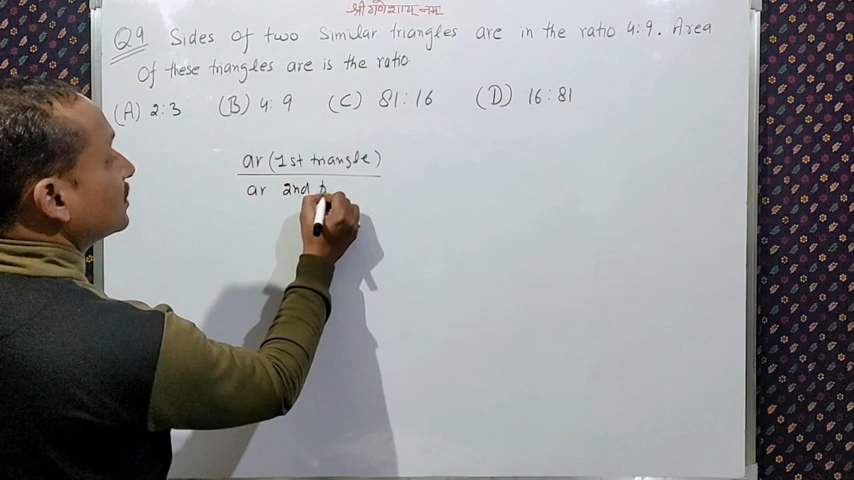 श्री गणेशाय नमः
Q9 Sides of two Similar triangles are in the ratio 4:9. Area
Of these triangles are is the ratio.
(A) 2:3 (B) 4:9 (C) 81:16 (D) 16:81
ar (1st triangle)
ar 2nd t